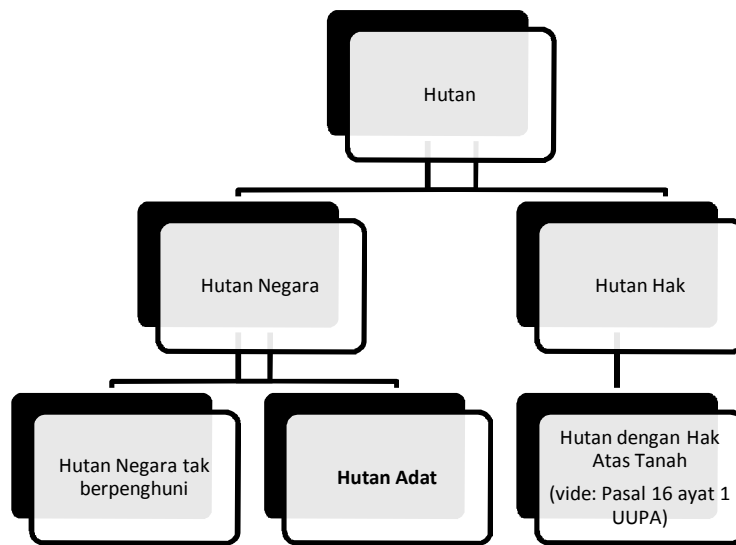 Hutan
Hutan Negara
Hutan Hak
Hutan Negara tak
berpenghuni
Hutan Adat
Hutan dengan Hak
Atas Tanah
(vide: Pasal 16 ayat 1
UUPA)